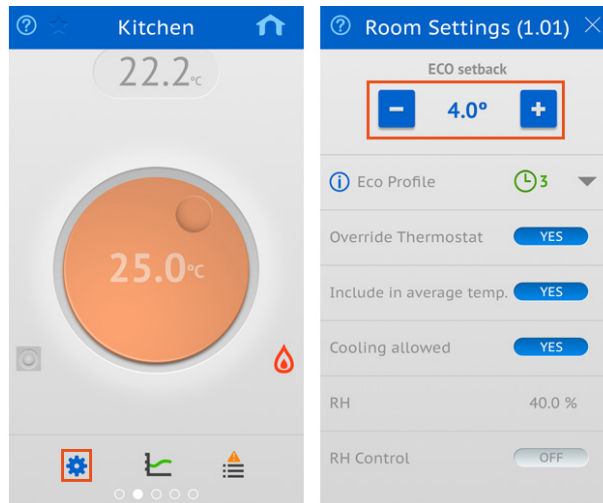 Kitchen
22.2°C
25.0°C
Room Settings (1.01)
ECO setback
- 4.0° +
Eco Profile 3
Override Thermostat YES
Include in average temp. YES
Cooling allowed YES
RH 40.0 %
RH Control OFF